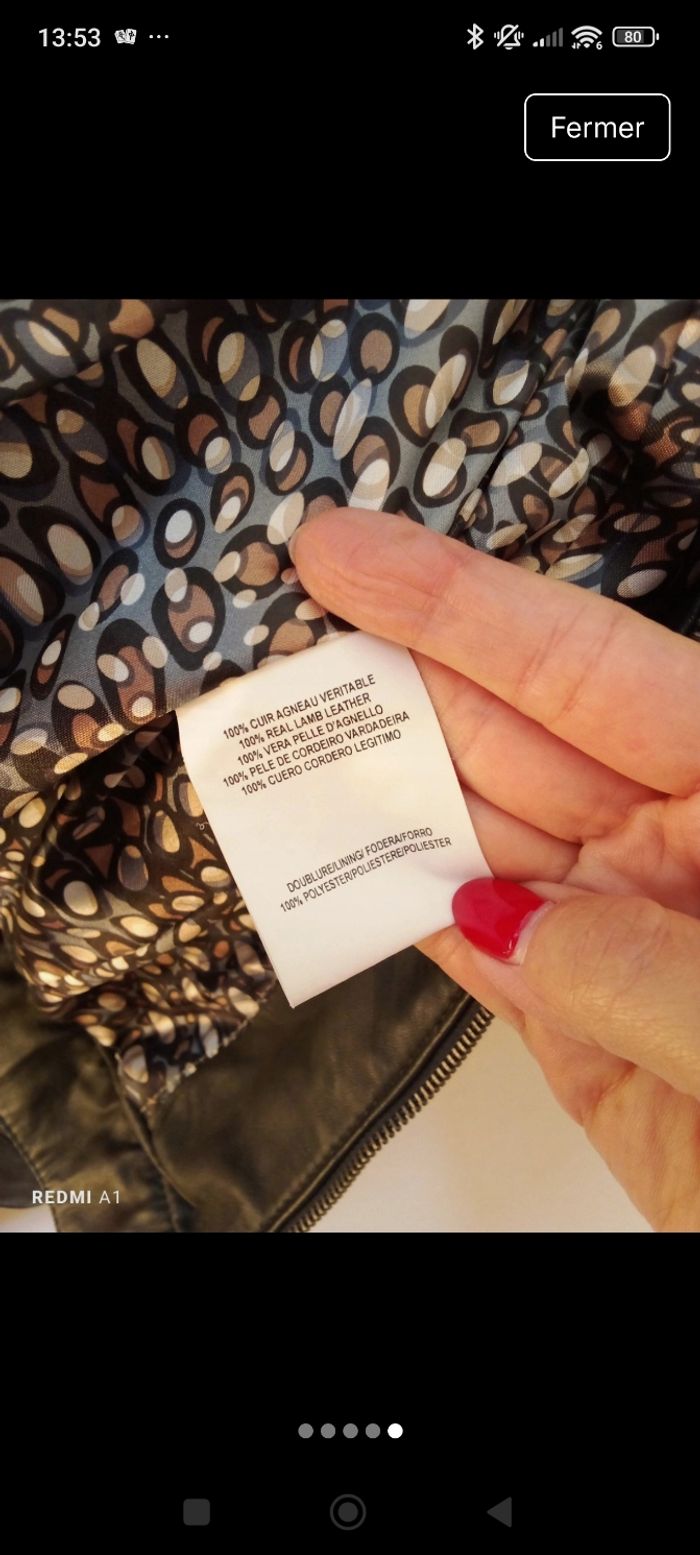 13:53
80
6
Fermer
100% CUIR AGNEAU VERITABLE
100% REAL LAMB LEATHER
100% VERA PELLE D'AGNELLO
100% PELE DE CORDEIRO VARDADEIRA
100% CUERO CORDERO LEGITIMO
DOUBLURE/LINING/ FODERA/FORRO
100% POLYESTER/POLIESTERE/POLIESTER
REDMI A1